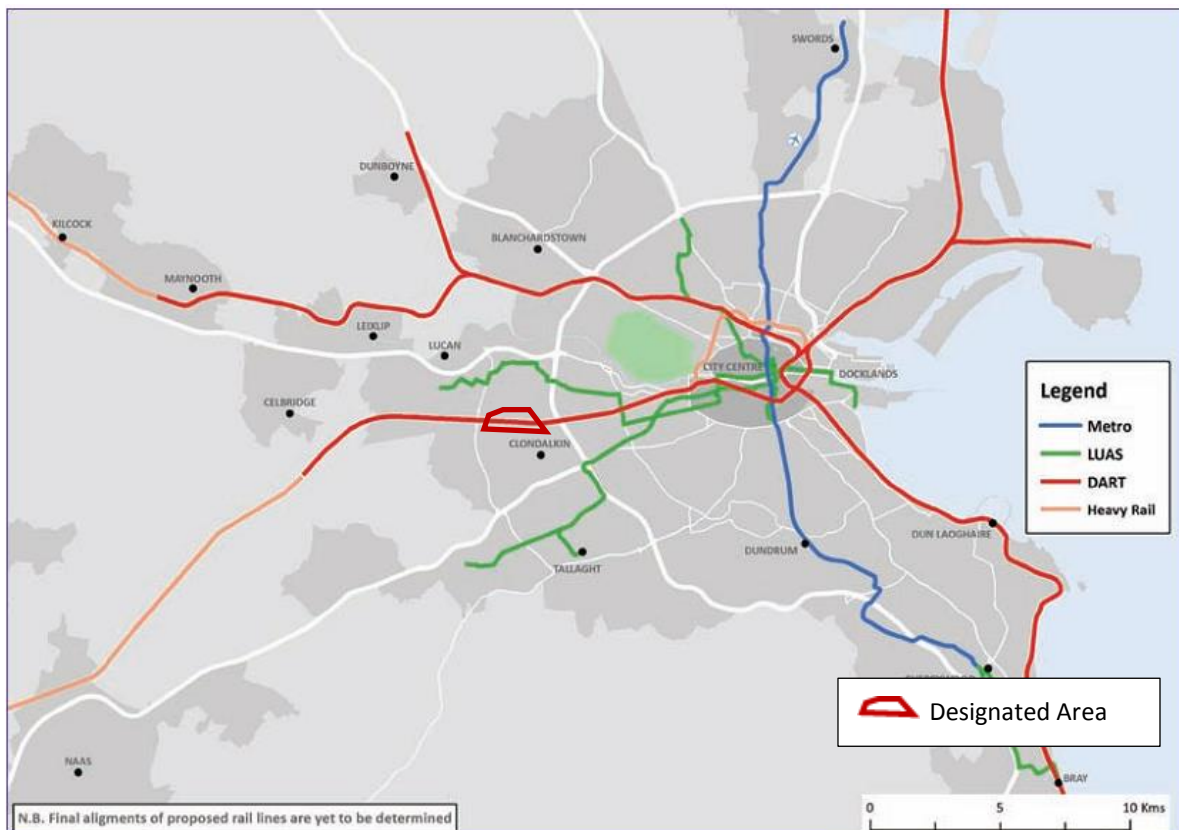 SWORDS
DUNBOYNE
KILCOCK
BLANCHARDSTOWN
MAYNOOTH
LEIXLIP
LUCAN
CITY CENTRE
DOCKLANDS
CELBRIDGE
CLONDALKIN
Legend
Metro
LUAS
DART
Heavy Rail
DUN LAOGHAIRE
DUNDRUM
TALLAGHT
Designated Area
NAAS
BRAY
0 5 10 Kms
N.B. Final aligments of proposed rail lines are yet to be determined